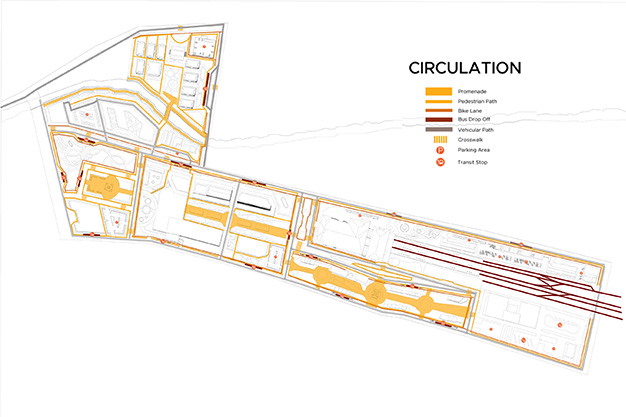 CIRCULATION
Promenade
Pedestrian Path
Bike Lane
Bus Drop Off
Vehicular Path
Crosswalk
P Parking Area
Transit Stop